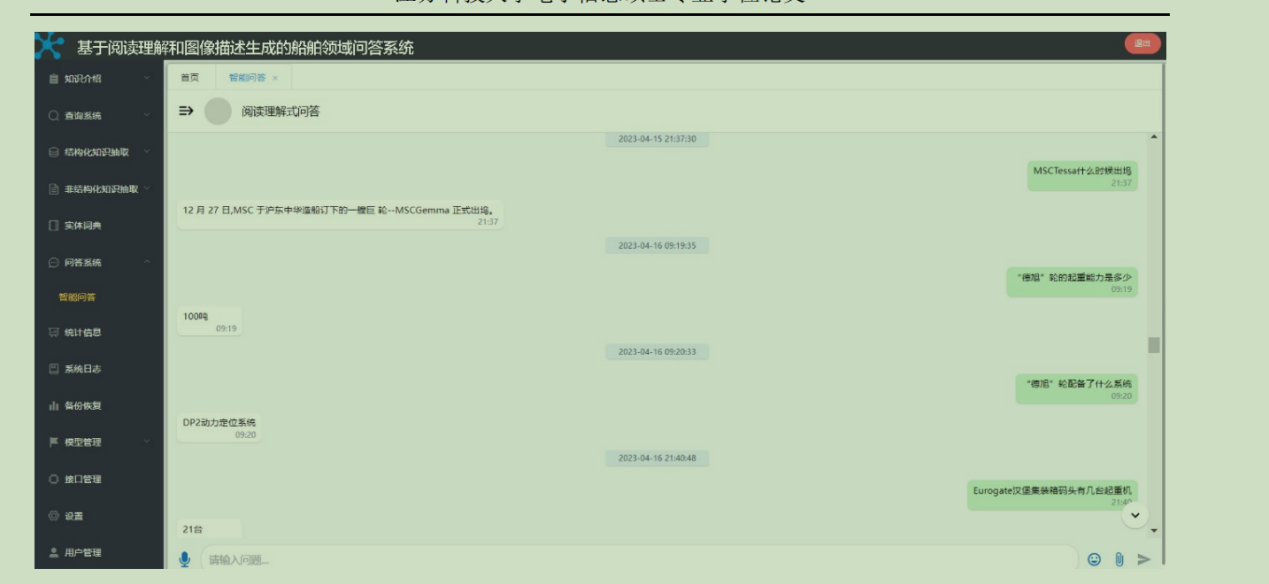 基于阅读理解和图像描述生成的船舶领域问答系统
退出
知识介绍
查询系统
结构化知识抽取
非结构化知识抽取
实体词典
问答系统
智能问答
统计信息
系统日志
备份恢复
模型管理
接口管理
设置
用户管理
首页 智能问答 ×
阅读理解式问答
2023-04-15 21:37:30
MSCTessa什么时候出坞
21:37
12 月 27 日,MSC 于沪东中华造船订下的一艘巨 轮--MSCGemma 正式出坞。
21:37
2023-04-16 09:19:35
“德旭”轮的起重能力是多少
09:19
100吨
09:19
2023-04-16 09:20:33
“德旭”轮配备了什么系统
09:20
DP2动力定位系统
09:20
2023-04-16 21:40:48
Eurogate汉堡集装箱码头有几台起重机
21:40
21台
请输入问题...